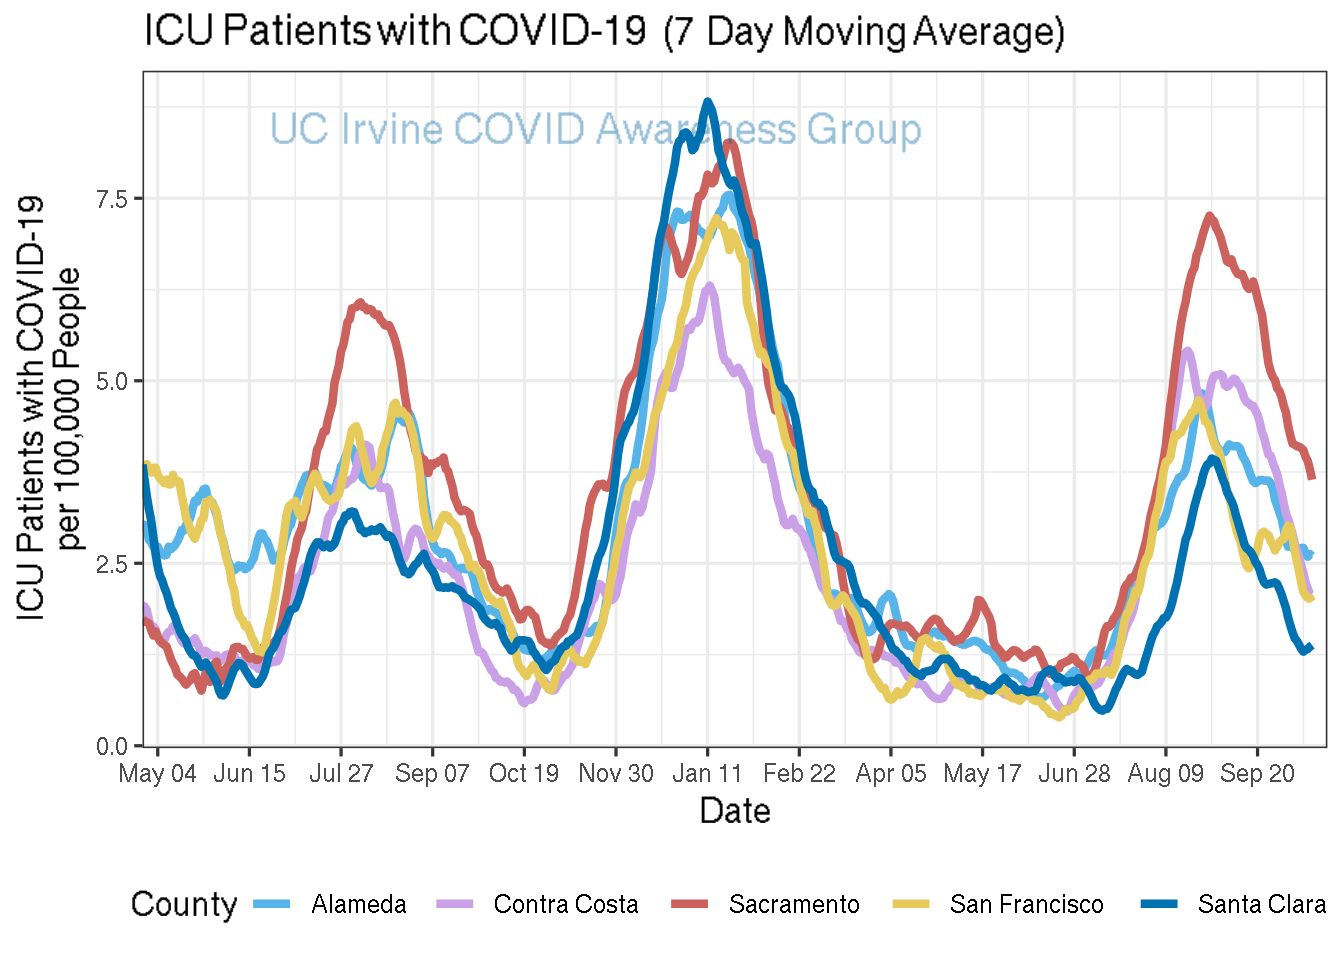 ICU Patients with COVID-19 (7 Day Moving Average)
UC Irvine COVID Awareness Group
ICU Patients with COVID-19
per 100,000 People
7.5
5.0
2.5
0.0
May 04 Jun 15 Jul 27 Sep 07 Oct 19 Nov 30 Jan 11 Feb 22 Apr 05 May 17 Jun 28 Aug 09 Sep 20
Date
County Alameda Contra Costa Sacramento San Francisco Santa Clara